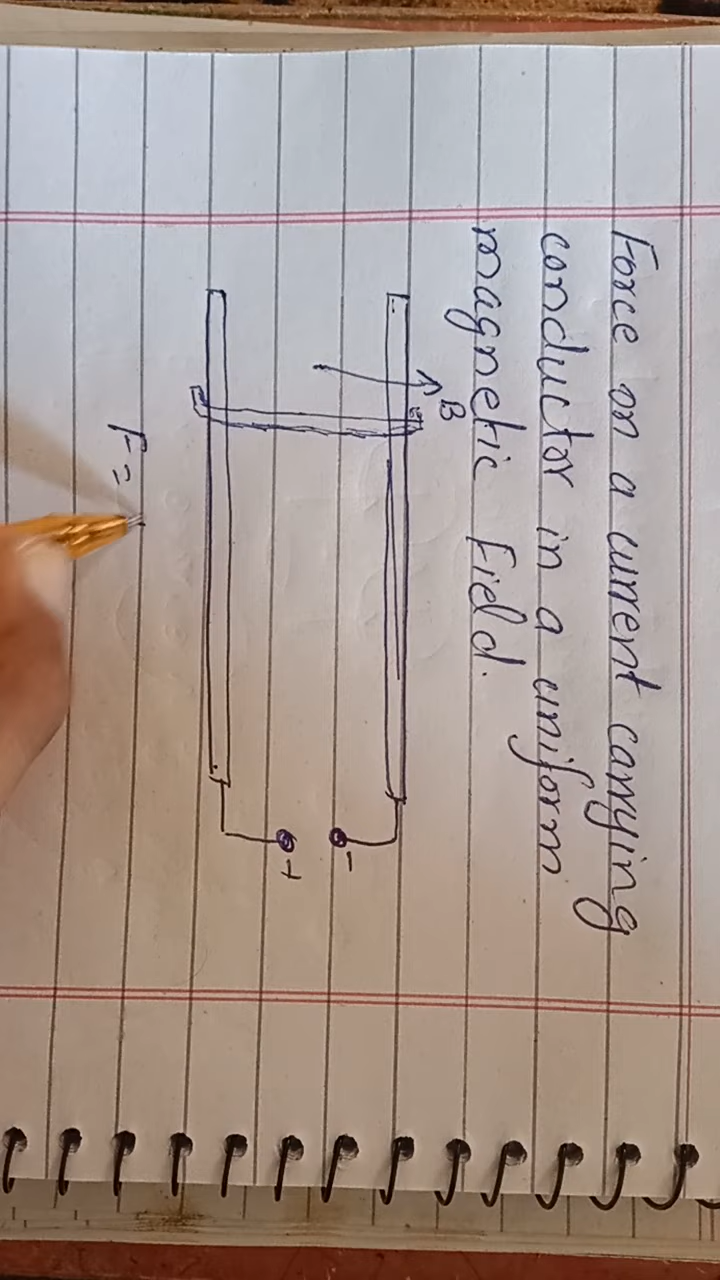 Force on a current carrying
conductor in a uniform
magnetic field.
B
-
+
F =